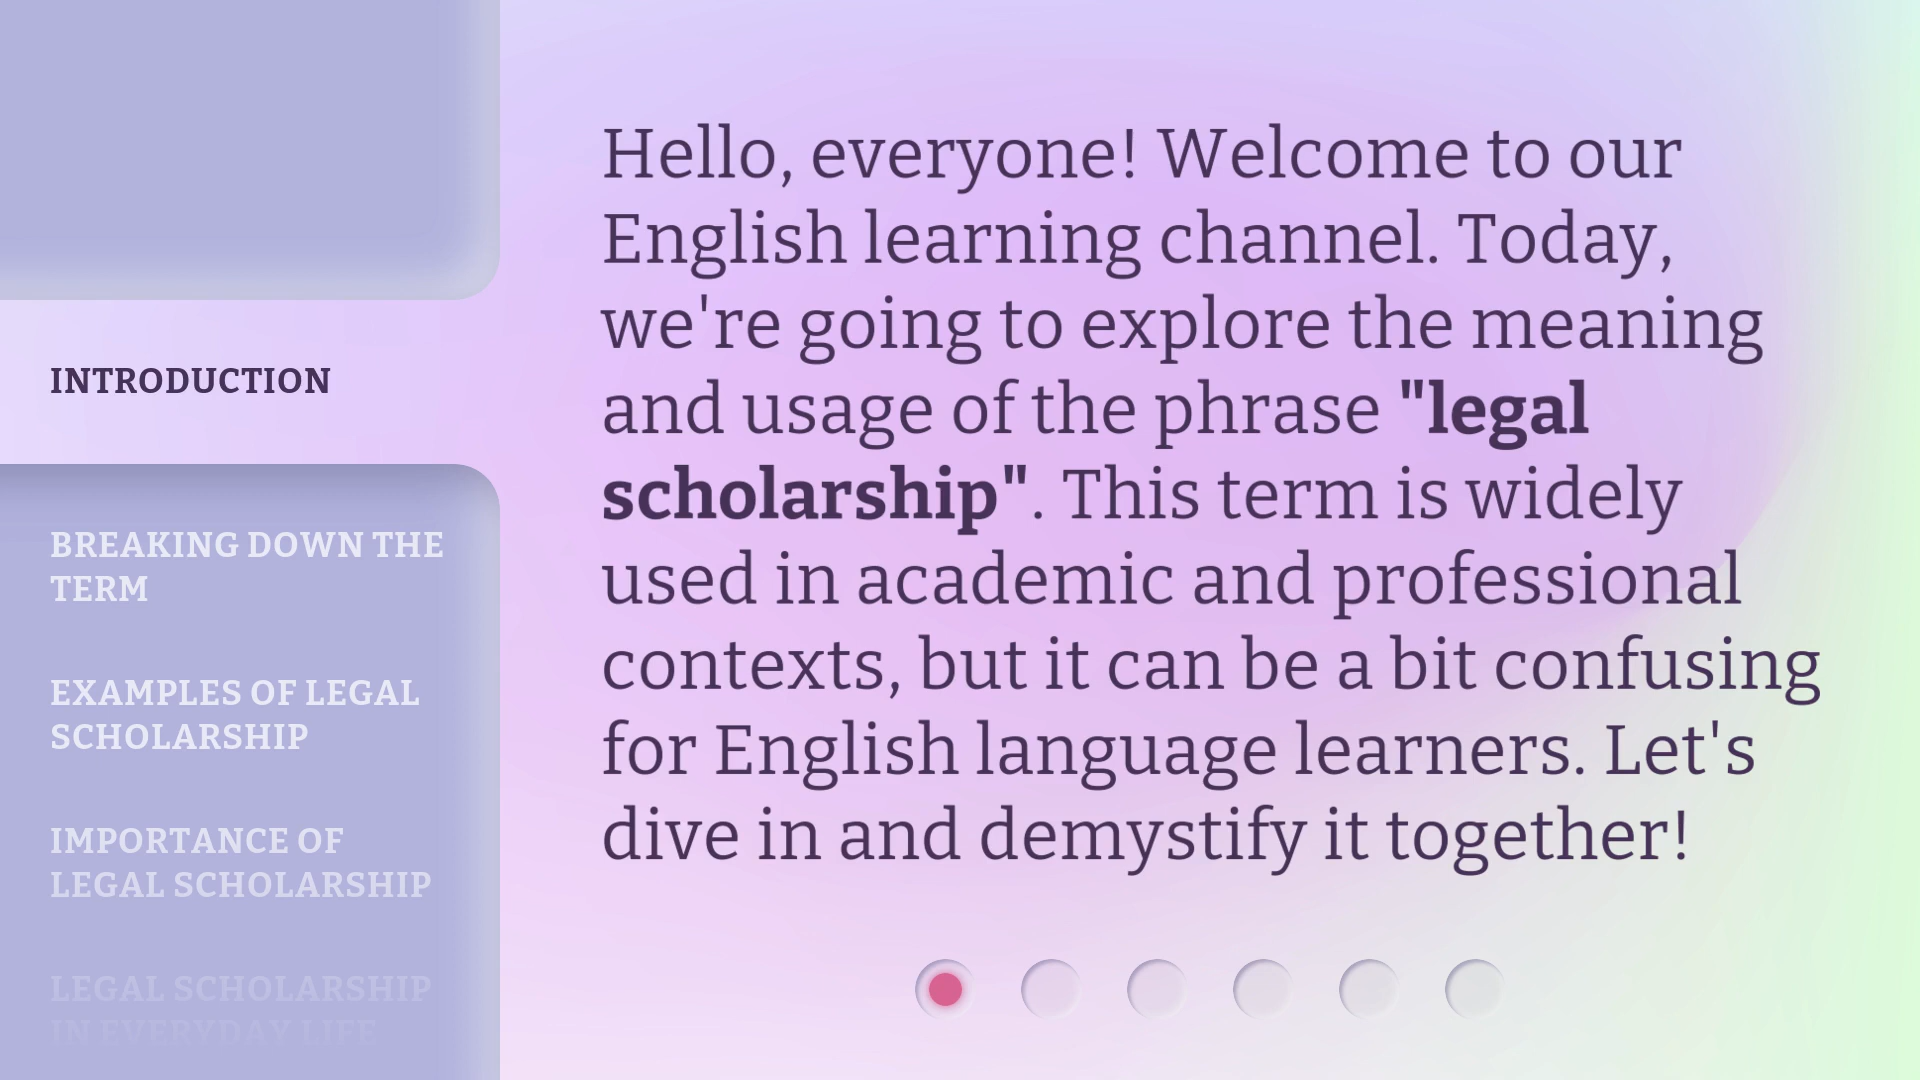 INTRODUCTION
BREAKING DOWN THE
TERM
EXAMPLES OF LEGAL
SCHOLARSHIP
IMPORTANCE OF
LEGAL SCHOLARSHIP
LEGAL SCHOLARSHIP
IN EVERYDAY LIFE
Hello, everyone! Welcome to our
English learning channel. Today,
we're going to explore the meaning
and usage of the phrase "legal
scholarship". This term is widely
used in academic and professional
contexts, but it can be a bit confusing
for English language learners. Let's
dive in and demystify it together!